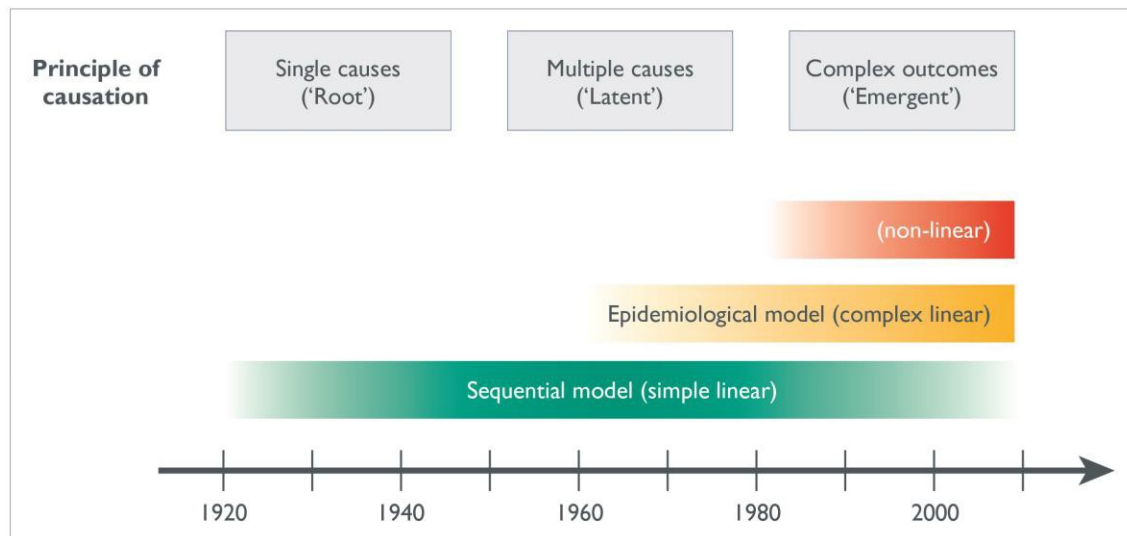 Principle of
causation
Single causes
(‘Root’)
Multiple causes
(‘Latent’)
Complex outcomes
(‘Emergent’)
(non-linear)
Epidemiological model (complex linear)
Sequential model (simple linear)
1920
1940
1960
1980
2000